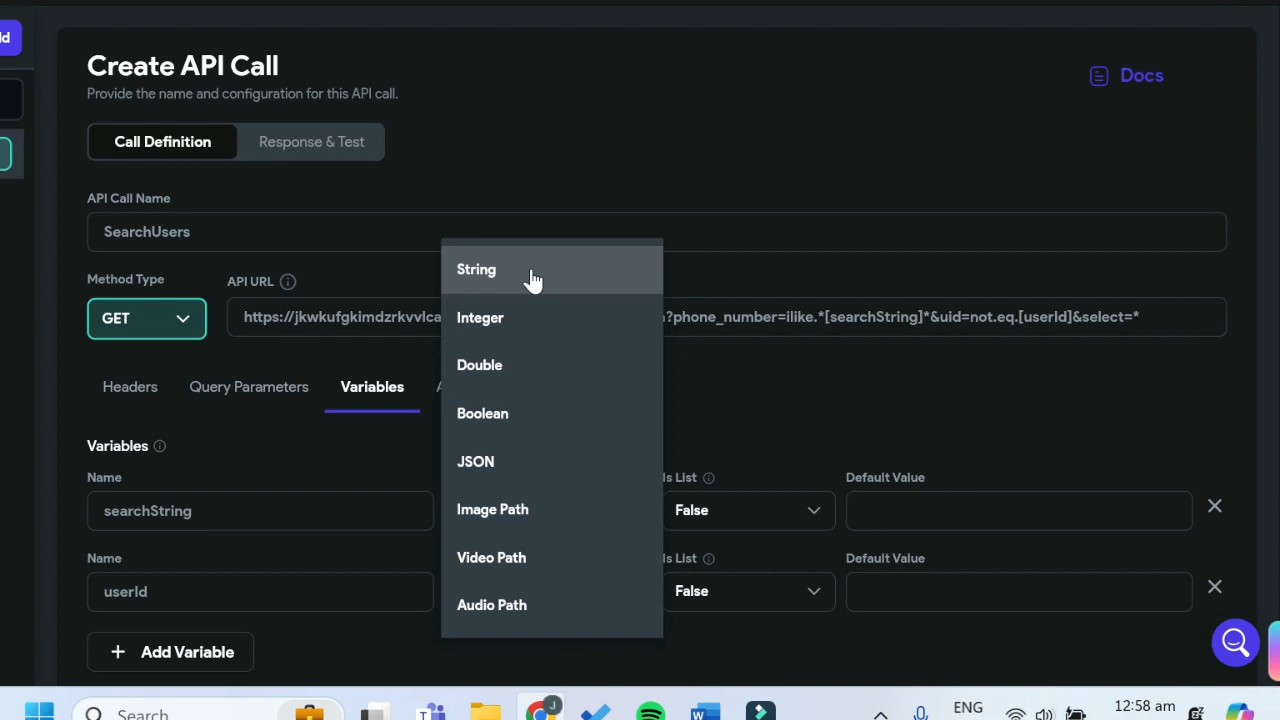 ld
Create API Call
Provide the name and configuration for this API call.
Docs
Call Definition
Response & Test
API Call Name
SearchUsers
Method Type
API URL
GET
https://jkwkufgkimdzrkvvlca
?phone_number=ilike.*[searchString]*&uid=not.eq.[userId]&select=*
Headers
Query Parameters
Variables
Variables
Name
Is List
Default Value
searchString
False
Name
Is List
Default Value
userId
False
+ Add Variable
String
Integer
Double
Boolean
JSON
Image Path
Video Path
Audio Path
Search
J
ENG
12:58 am